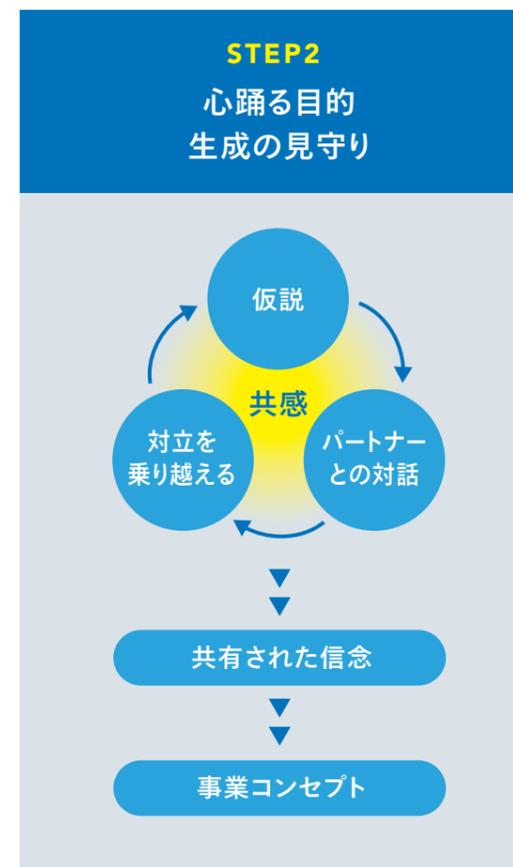 STEP2
心踊る目的
生成の見守り
仮説
共感
対立を
乗り越える
パートナー
との対話
共有された信念
事業コンセプト